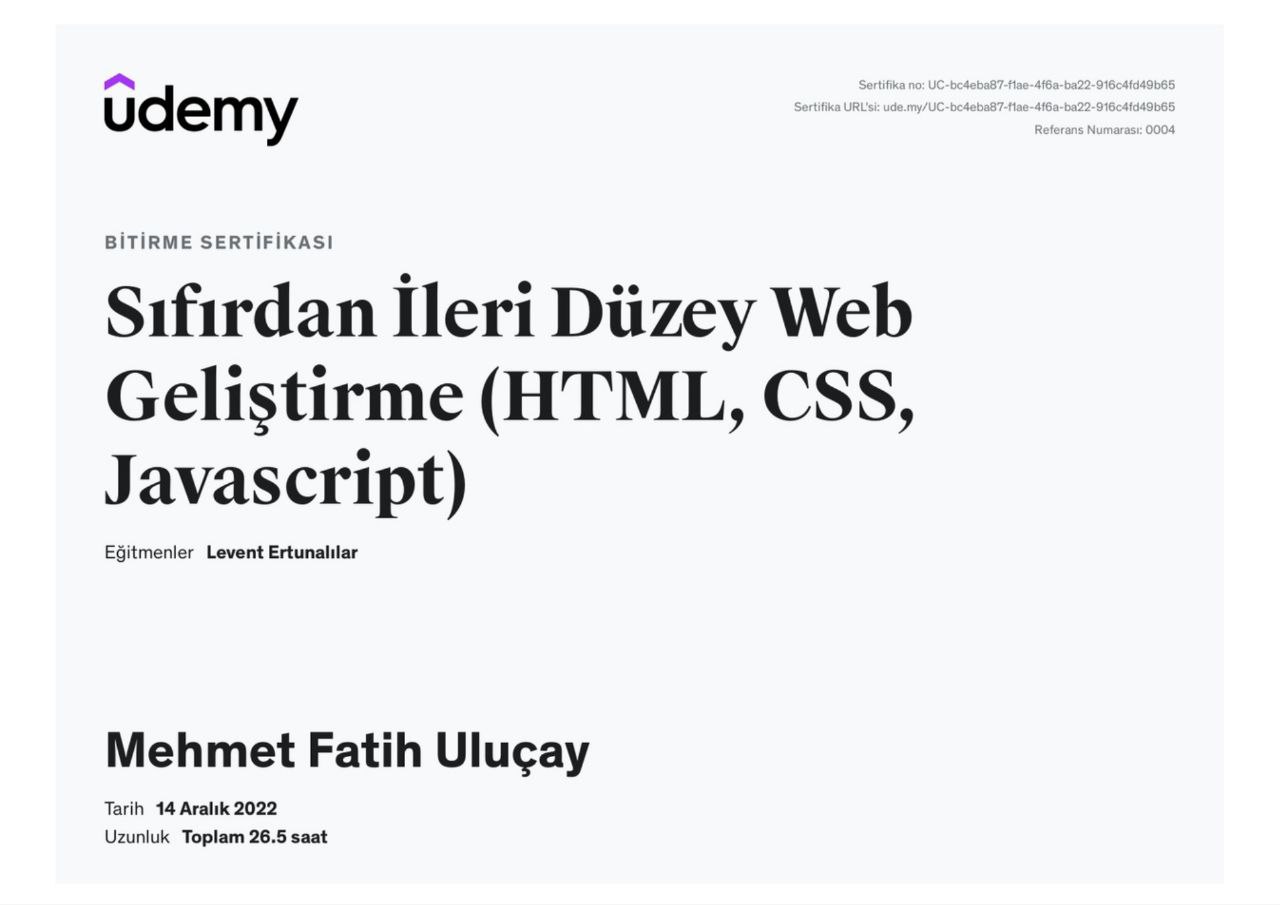 udemy
Sertifika no: UC-bc4eba87-f1ae-4f6a-ba22-916c4fd49b65
Sertifika URL'si: ude.my/UC-bc4eba87-f1ae-4f6a-ba22-916c4fd49b65
Referans Numarası: 0004
BİTİRME SERTİFİKASI
Sıfırdan İleri Düzey Web
Geliştirme (HTML, CSS,
Javascript)
Eğitmenler Levent Ertunalılar
Mehmet Fatih Uluçay
Tarih 14 Aralık 2022
Uzunluk Toplam 26.5 saat